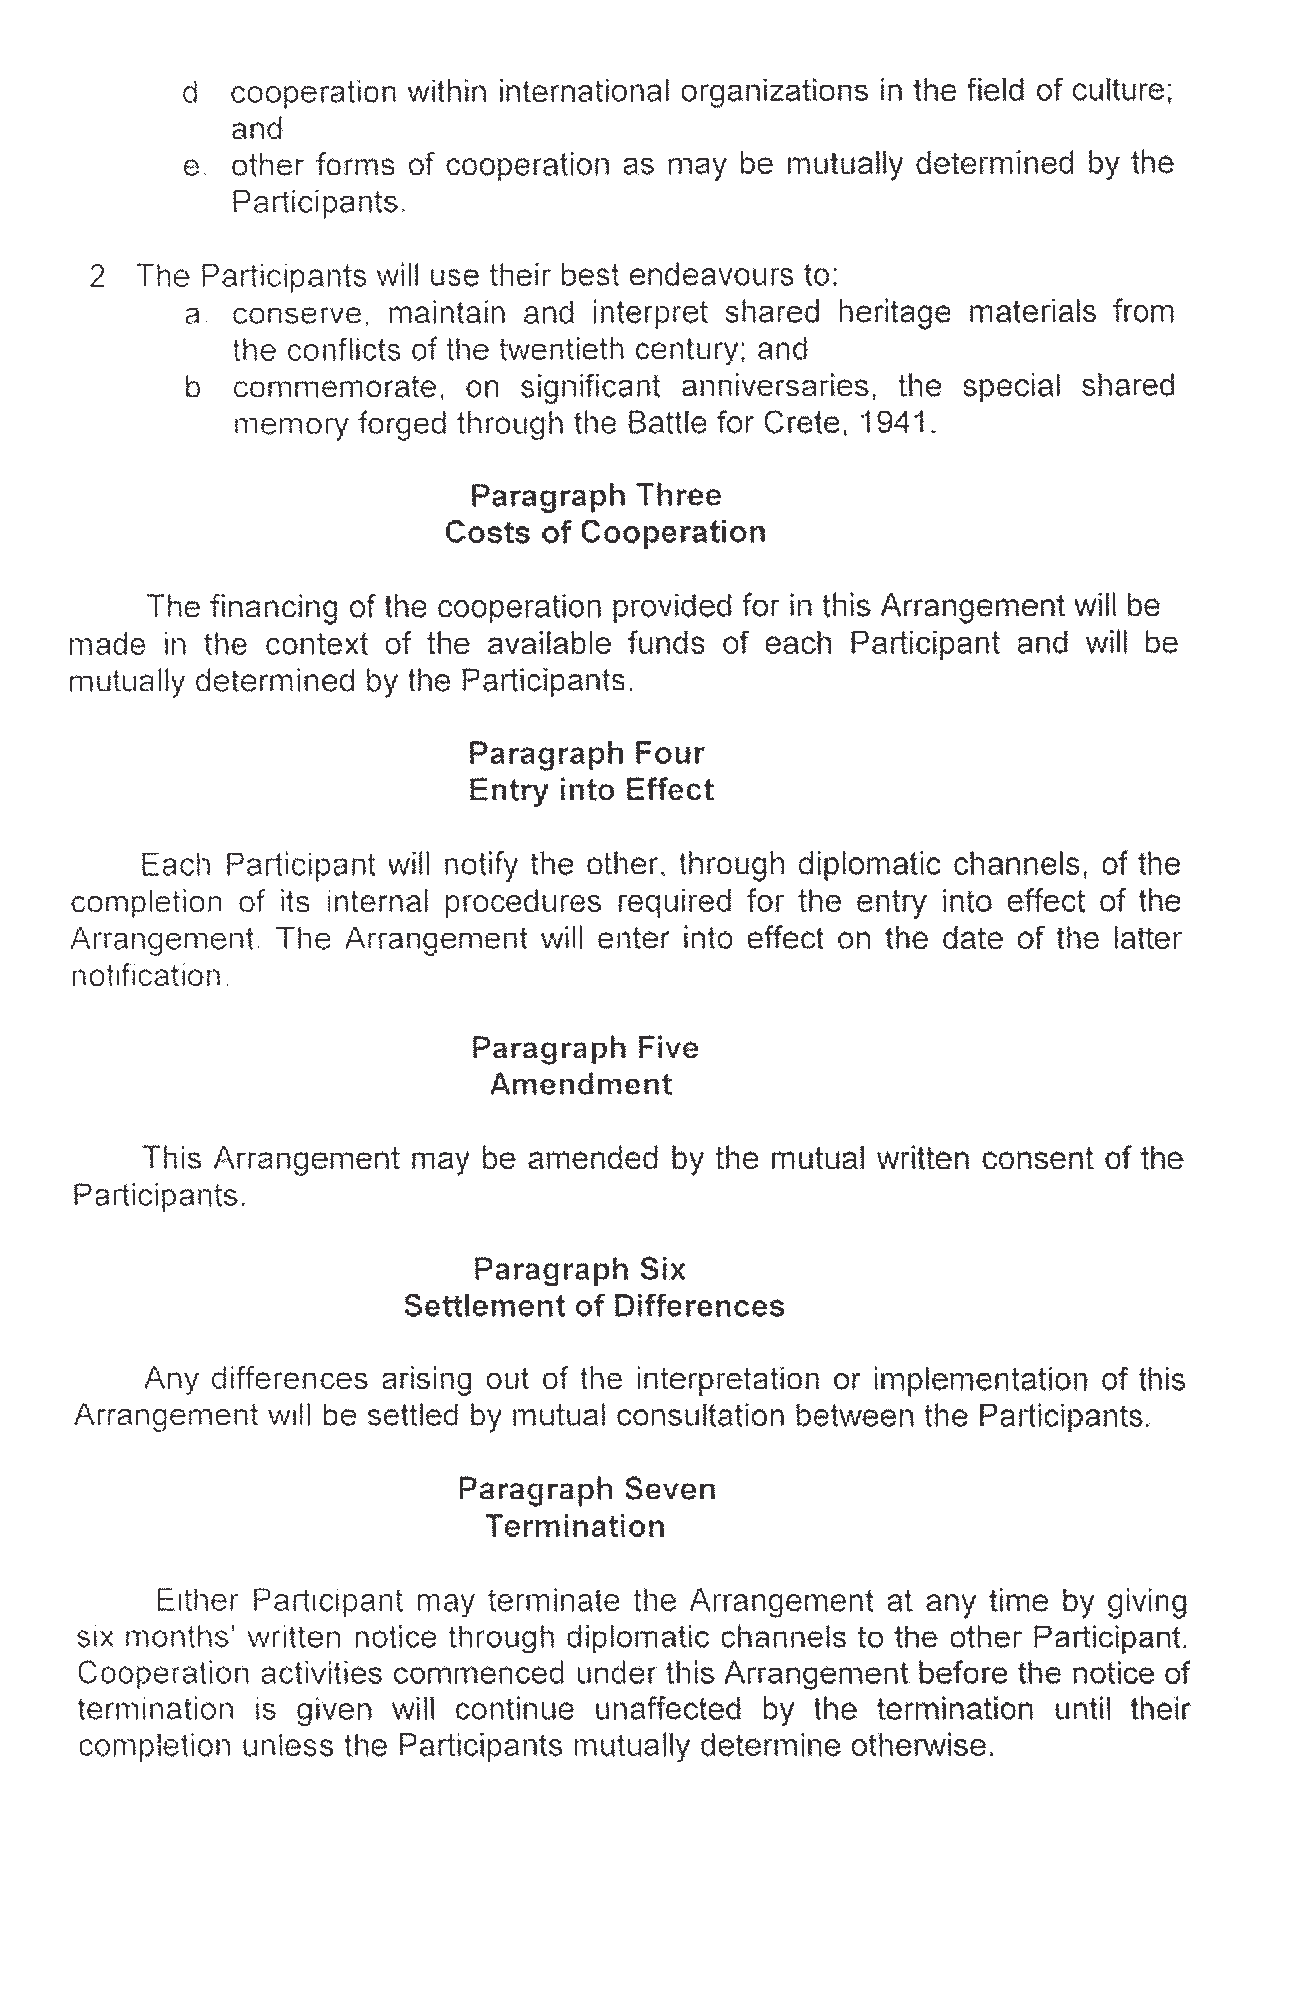 d cooperation within international organizations in the field of culture;
and
e. other forms of cooperation as may be mutually determined by the
Participants.
2 The Participants will use their best endeavours to:
a. conserve, maintain and interpret shared heritage materials from
the conflicts of the twentieth century; and
b commemorate, on significant anniversaries, the special shared
memory forged through the Battle for Crete, 1941.
Paragraph Three
Costs of Cooperation
The financing of the cooperation provided for in this Arrangement will be
made in the context of the available funds of each Participant and will be
mutually determined by the Participants.
Paragraph Four
Entry into Effect
Each Participant will notify the other, through diplomatic channels, of the
completion of its internal procedures required for the entry into effect of the
Arrangement. The Arrangement will enter into effect on the date of the latter
notification.
Paragraph Five
Amendment
This Arrangement may be amended by the mutual written consent of the
Participants.
Paragraph Six
Settlement of Differences
Any differences arising out of the interpretation or implementation of this
Arrangement will be settled by mutual consultation between the Participants.
Paragraph Seven
Termination
Either Participant may terminate the Arrangement at any time by giving
six months' written notice through diplomatic channels to the other Participant.
Cooperation activities commenced under this Arrangement before the notice of
termination is given will continue unaffected by the termination until their
completion unless the Participants mutually determine otherwise.